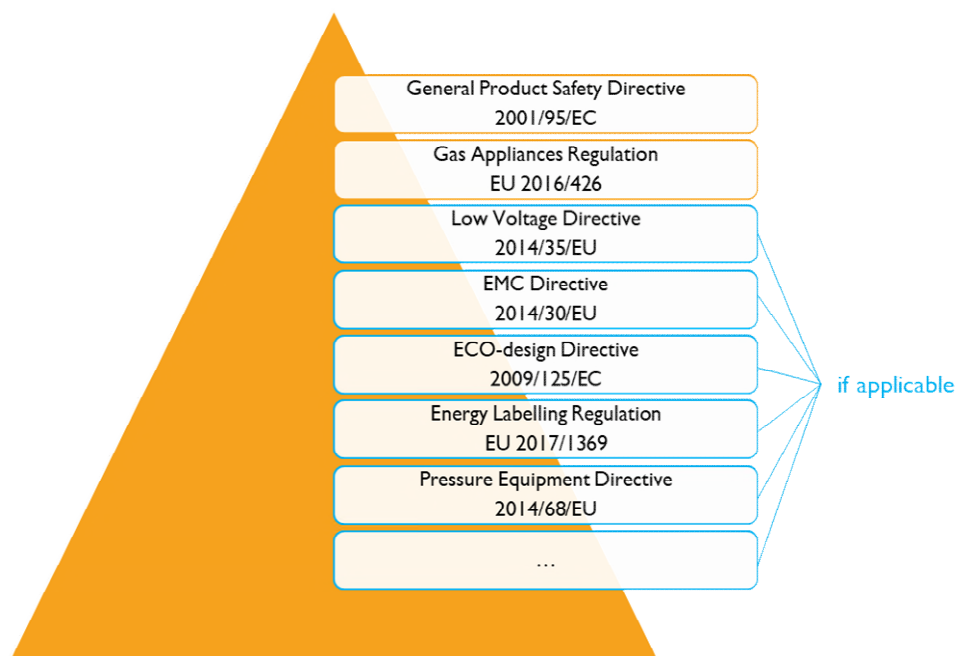 General Product Safety Directive
2001/95/EC
Gas Appliances Regulation
EU 2016/426
Low Voltage Directive
2014/35/EU
EMC Directive
2014/30/EU
ECO-design Directive
2009/125/EC
if applicable
Energy Labelling Regulation
EU 2017/1369
Pressure Equipment Directive
2014/68/EU
…